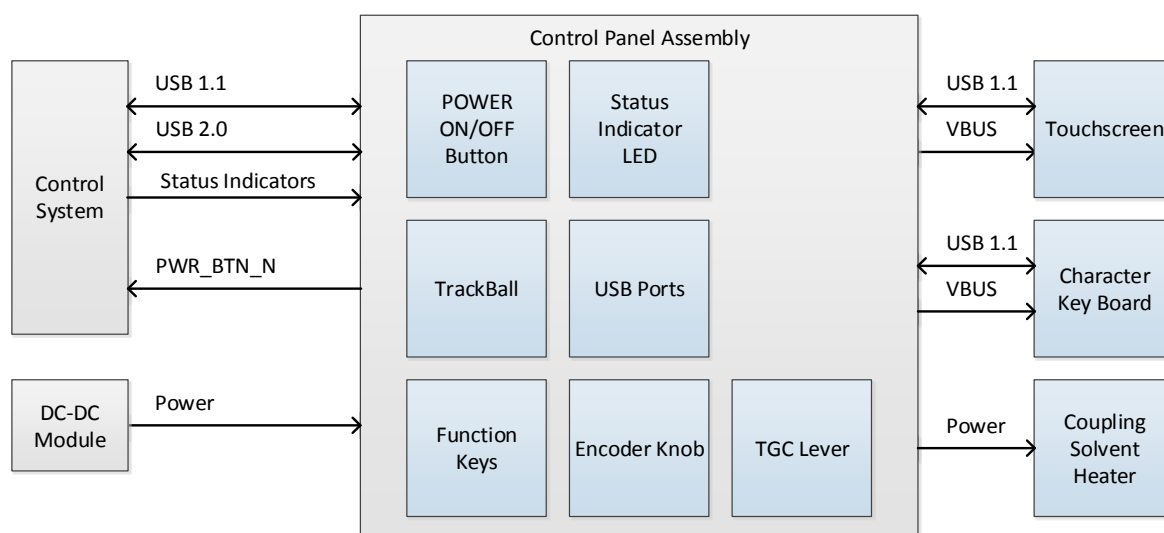 Control Panel Assembly
USB 1.1
USB 2.0
Status Indicators
PWR_BTN_N
Control
System
Power
DC-DC
Module
POWER
ON/OFF
Button
Status
Indicator
LED
TrackBall
USB Ports
Function
Keys
Encoder Knob
TGC Lever
USB 1.1
VBUS
Touchscreen
USB 1.1
VBUS
Character
Key Board
Power
Coupling
Solvent
Heater